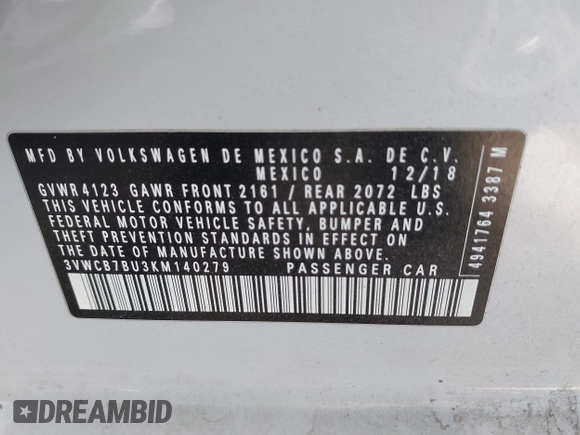 MFD BY VOLKSWAGEN DE MEXICO S.A. DE C.V.
MEXICO 12/18
GVWR 4123 GAWR FRONT 2161 / REAR 2072 LBS
THIS VEHICLE CONFORMS TO ALL APPLICABLE U.S.
FEDERAL MOTOR VEHICLE SAFETY, BUMPER AND
THEFT PREVENTION STANDARDS IN EFFECT ON
THE DATE OF MANUFACTURE SHOWN ABOVE.
3VWCB7BU3KM140279 PASSENGER CAR
4941764 3387 M
DREAMBID